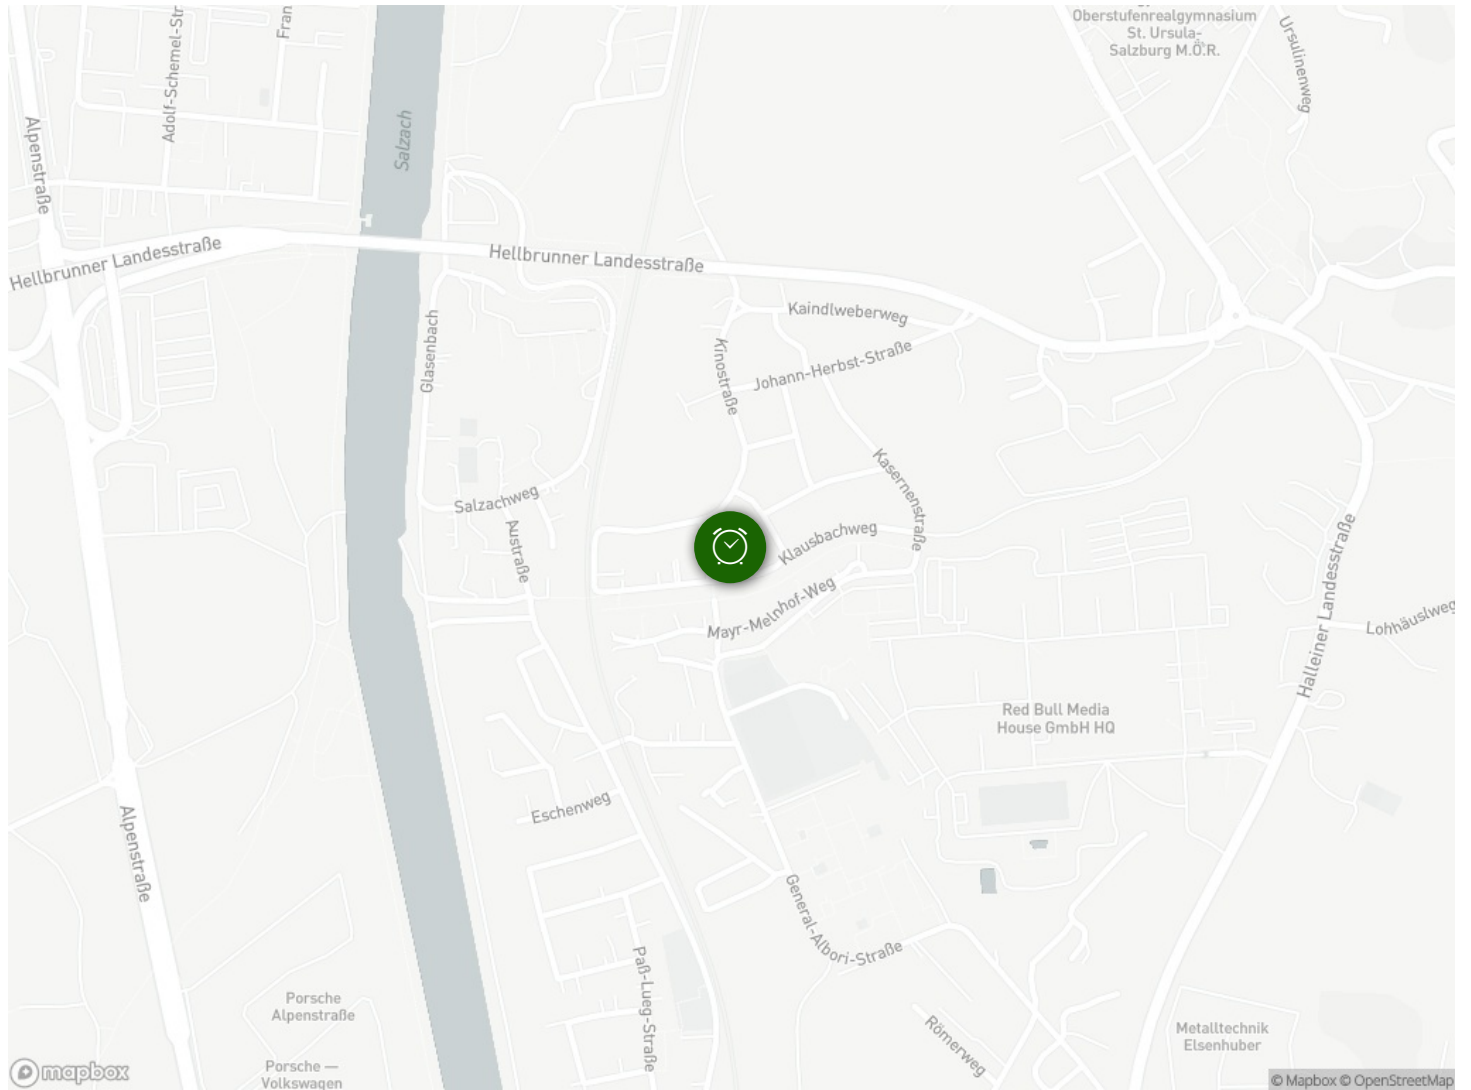 Oberstufenrealgymnasium
St. Ursula-
Salzburg M.Ö.R.
Ursulinenweg
Adolf-Schemel-Str
Fran
Alpenstraße
Salzach
Hellbrunner Landesstraße
Hellbrunner Landesstraße
Kaindlweberweg
Glasenbach
Kinostraße
Johann-Herbst-Straße
Kasernenstraße
Salzachweg
Austraße
Klausbachweg
Mayr-Melnhof-Weg
Halleiner Landesstraße
Lohhäuslweg
Red Bull Media
House GmbH HQ
Eschenweg
Alpenstraße
General-Albori-Straße
Paß-Lueg-Straße
Porsche
Alpenstraße
Römerweg
Metalltechnik
Elsenhuber
Porsche —
Volkswagen
mapbox
© Mapbox © OpenStreetMap